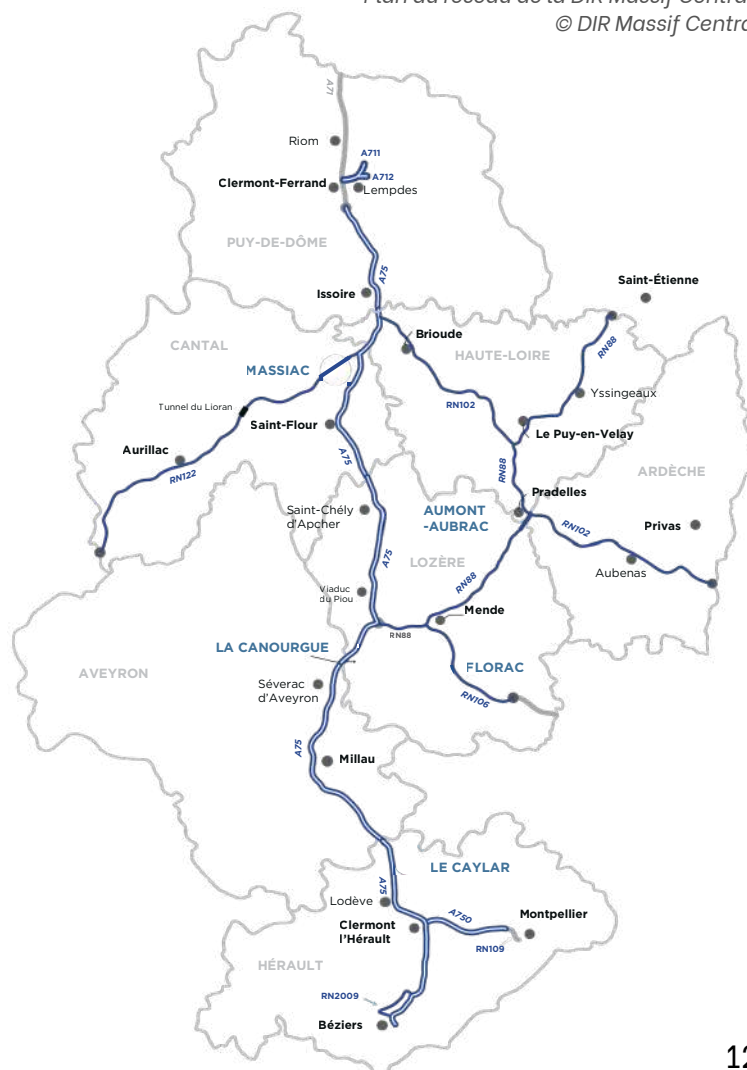 Plan du réseau de la DIR Massif Central
© DIR Massif Central
A71
Riom
A711
A712
Clermont-Ferrand
Lempdes
PUY-DE-DÔME
A75
Issoire
Saint-Étienne
CANTAL
Brioude
HAUTE-LOIRE
RN88
MASSIAC
Yssingeaux
RN102
Tunnel du Lioran
Saint-Flour
Le Puy-en-Velay
Aurillac
A75
RN88
ARDÈCHE
RN122
Pradelles
Saint-Chély
d'Apcher
AUMONT
-AUBRAC
RN102
Privas
A75
LOZÈRE
Aubenas
RN88
Viaduc
du Piou
Mende
RN88
LA CANOURGUE
FLORAC
AVEYRON
Séverac
d'Aveyron
RN106
A75
Millau
LE CAYLAR
A75
Lodève
A750
Montpellier
Clermont
l'Hérault
RN109
HÉRAULT
RN2009
Béziers
12